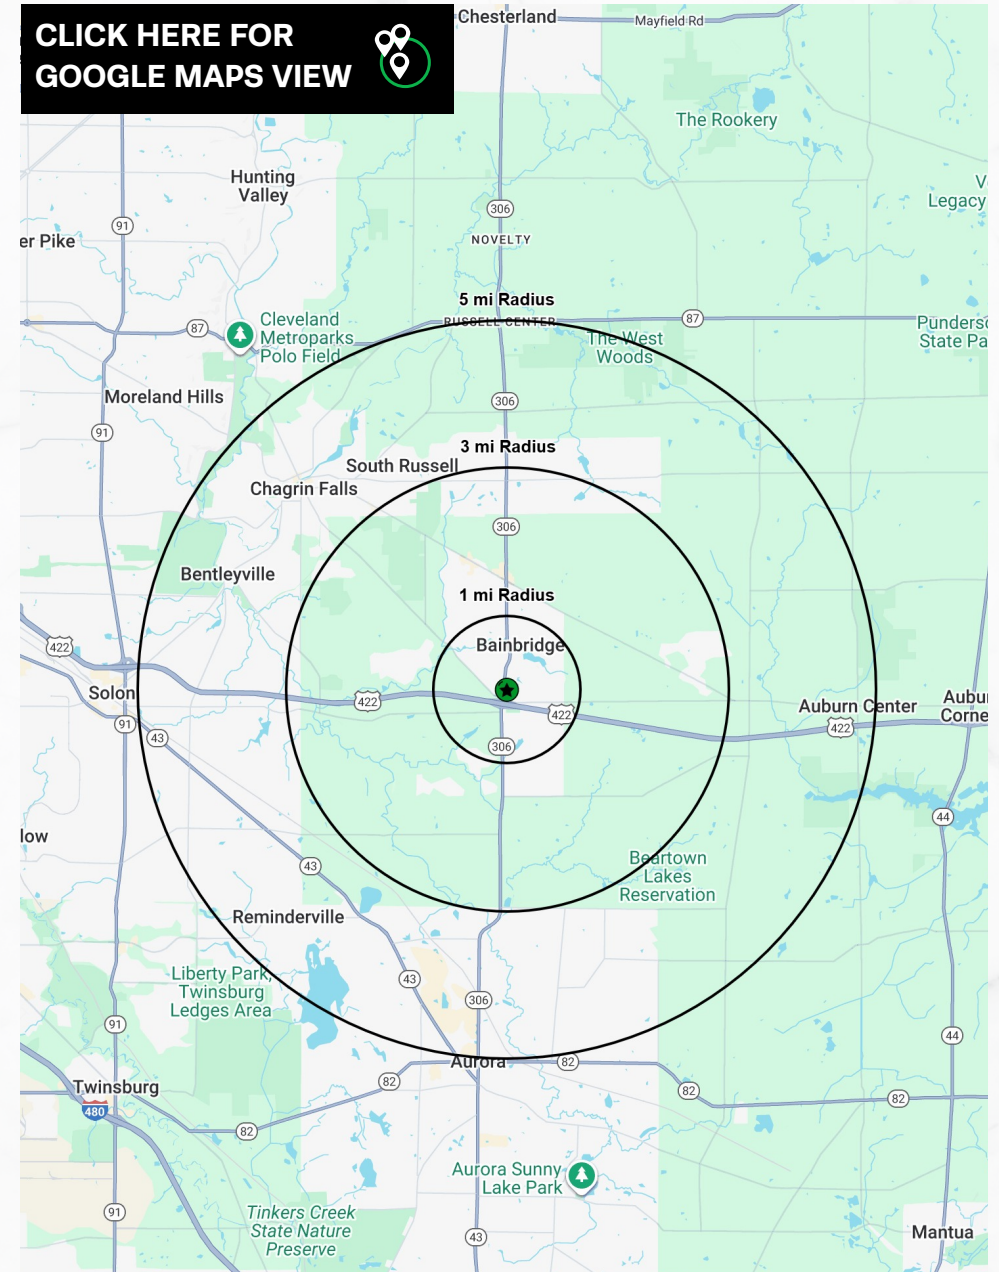 CLICK HERE FOR
GOOGLE MAPS VIEW
Chesterland
Mayfield Rd
The Rookery
Hunting
Valley
Legacy
91
306
er Pike
NOVELTY
5 mi Radius
RUSSELL CENTER
87
87
Cleveland
Metroparks
Polo Field
The West
Woods
Punderso
State Pa
Moreland Hills
306
91
3 mi Radius
South Russell
Chagrin Falls
306
Bentleyville
1 mi Radius
Bainbridge
422
Solon
422
422
Auburn Center
422
Aubu
Corne
91
43
306
44
low
43
Beartown
Lakes
Reservation
Reminderville
Liberty Park,
Twinsburg
Ledges Area
43
306
91
44
Aurora
82
82
82
82
Twinsburg
480
82
Aurora Sunny
Lake Park
91
Tinkers Creek
State Nature
Preserve
43
Mantua